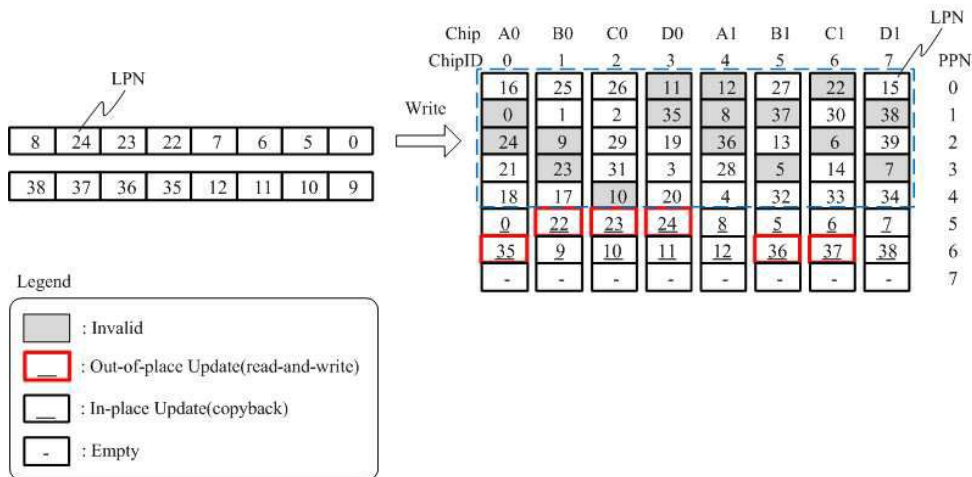 LPN
8 24 23 22 7 6 5 0
38 37 36 35 12 11 10 9
Write
LPN
Chip A0 B0 C0 D0 A1 B1 C1 D1
ChipID 0 1 2 3 4 5 6 7 PPN
16 25 26 11 12 27 22 15 0
0 1 2 35 8 37 30 38 1
24 9 29 19 36 13 6 39 2
21 23 31 3 28 5 14 7 3
18 17 10 20 4 32 33 34 4
0 22 23 24 8 5 6 7 5
35 9 10 11 12 36 37 38 6
- - - - - - - - 7
Legend
: Invalid
: Out-of-place Update(read-and-write)
: In-place Update(copyback)
- : Empty